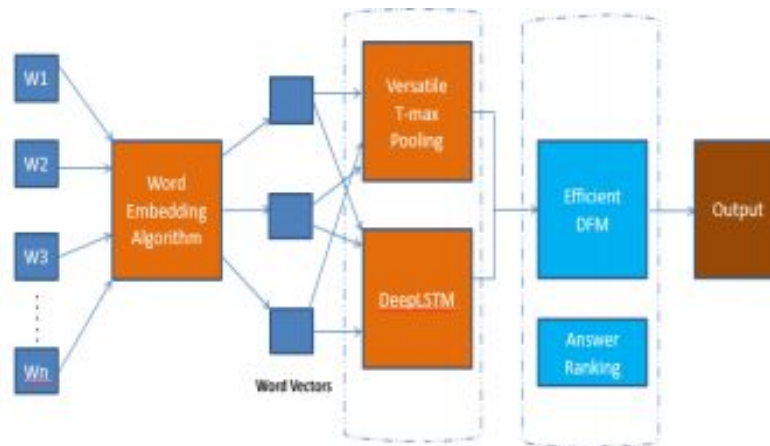 W1
W2
W3
Wn
Word
Embedding
Algorithm
Word Vectors
Versatile
T-max
Pooling
DeepLSTM
Efficient
DFM
Answer
Ranking
Output